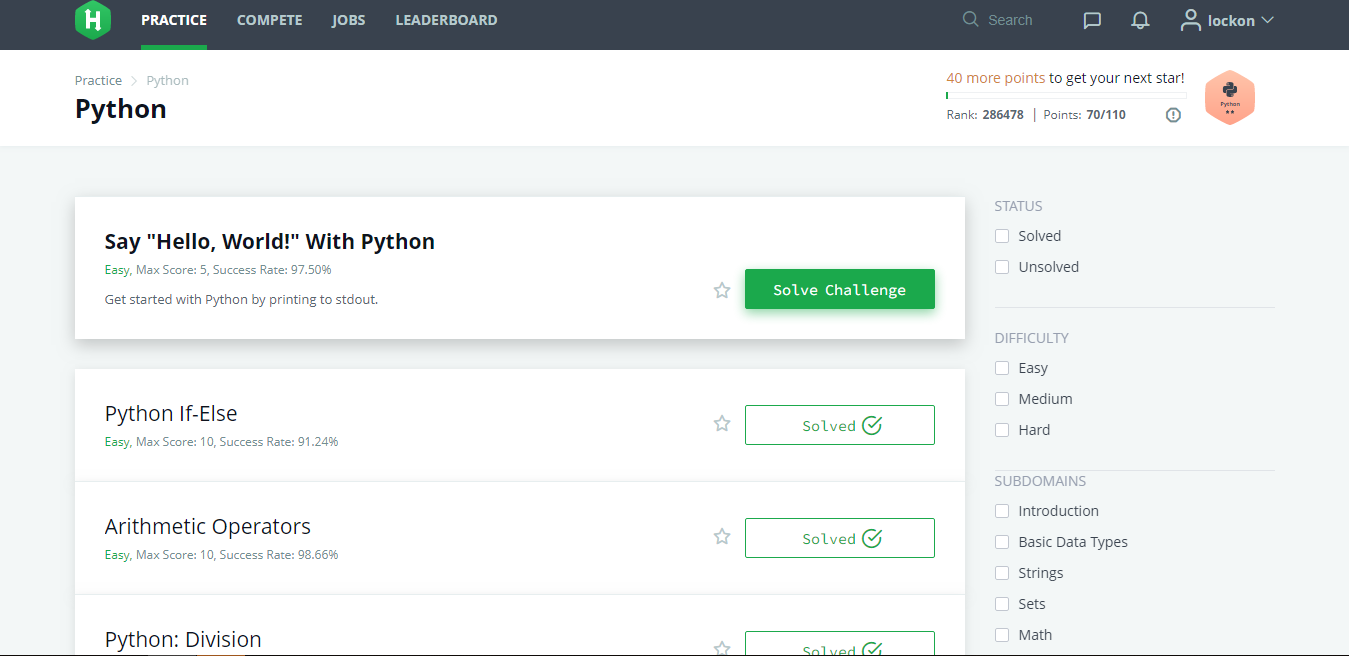 H PRACTICE COMPETE JOBS LEADERBOARD Search lockon
Practice Python
Python
40 more points to get your next star!
Rank: 286478 | Points: 70/110
Python
Say "Hello, World!" With Python
Easy, Max Score: 5, Success Rate: 97.50%
Get started with Python by printing to stdout.
Solve Challenge
Python If-Else
Easy, Max Score: 10, Success Rate: 91.24%
Solved
Arithmetic Operators
Easy, Max Score: 10, Success Rate: 98.66%
Solved
Python: Division
Solved
STATUS
Solved
Unsolved
DIFFICULTY
Easy
Medium
Hard
SUBDOMAINS
Introduction
Basic Data Types
Strings
Sets
Math